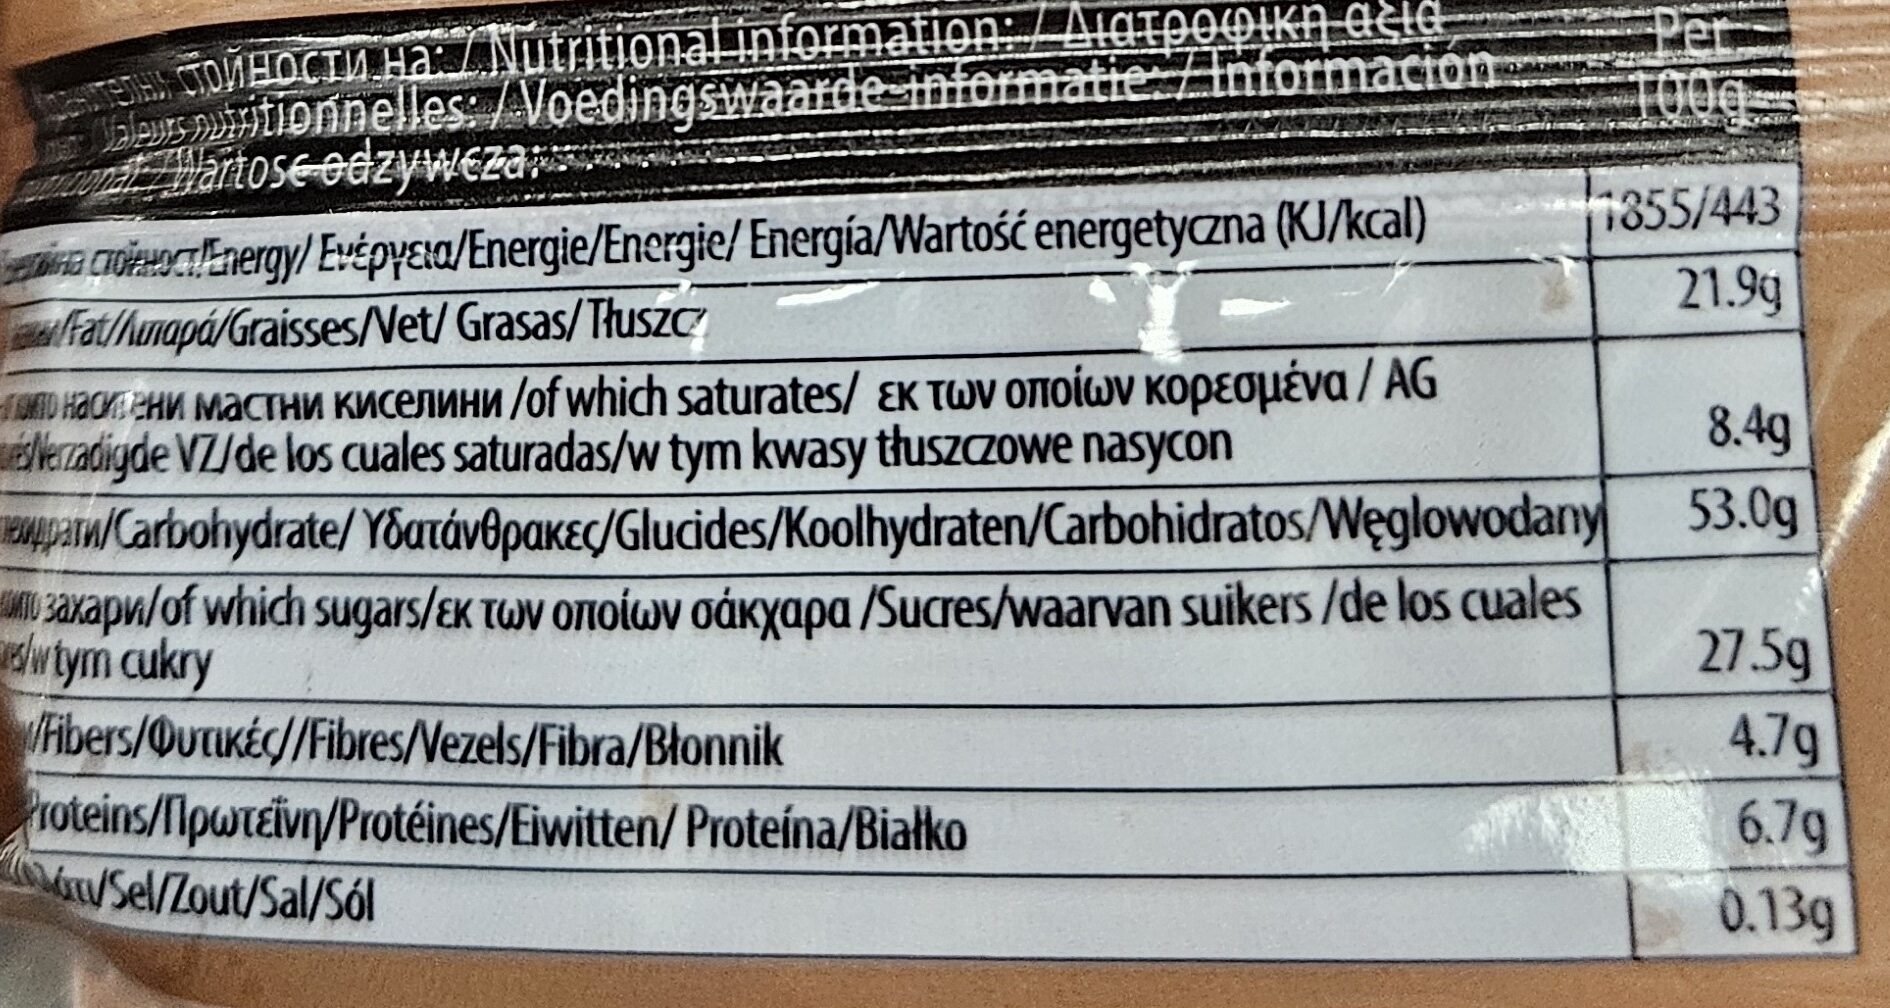 стойности на: / Nutritional information: / Διατροφική αξία Per
Valeurs nutritionnelles: / Voedingswaarde-informatie: / Información 100g
/ Wartość odżywcza:
стойност/Energy/ Ενέργεια/Energie/Energie/ Energía/Wartość energetyczna (KJ/kcal) 1855/443
/Fat/Λιπαρά/Graisses/Vet/ Grasas/Tłuszcz 21.9g
наситени мастни киселини /of which saturates/ εκ των οποίων κορεσμένα / AG
/Verzadigde VZ/de los cuales saturadas/w tym kwasy tłuszczowe nasycon 8.4g
/Carbohydrate/ Υδατάνθρακες/Glucides/Koolhydraten/Carbohidratos/Węglowodany 53.0g
захари/of which sugars/εκ των οποίων σάκχαρα /Sucres/waarvan suikers /de los cuales
/w tym cukry 27.5g
/Fibers/Φυτικές//Fibres/Vezels/Fibra/Błonnik 4.7g
Proteins/Πρωτεΐνη/Protéines/Eiwitten/ Proteína/Białko 6.7g
/Sel/Zout/Sal/Sól 0.13g